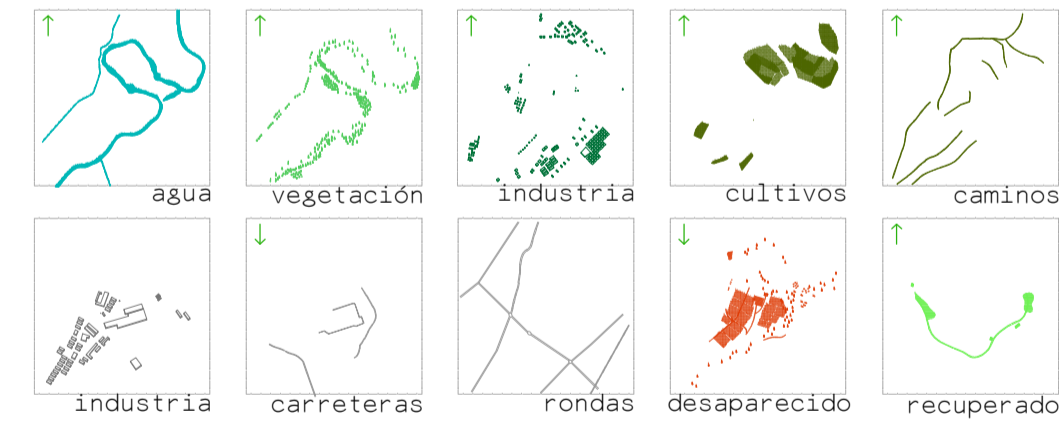 agua vegetación industria cultivos caminos
industria carreteras rondas desaparecido recuperado